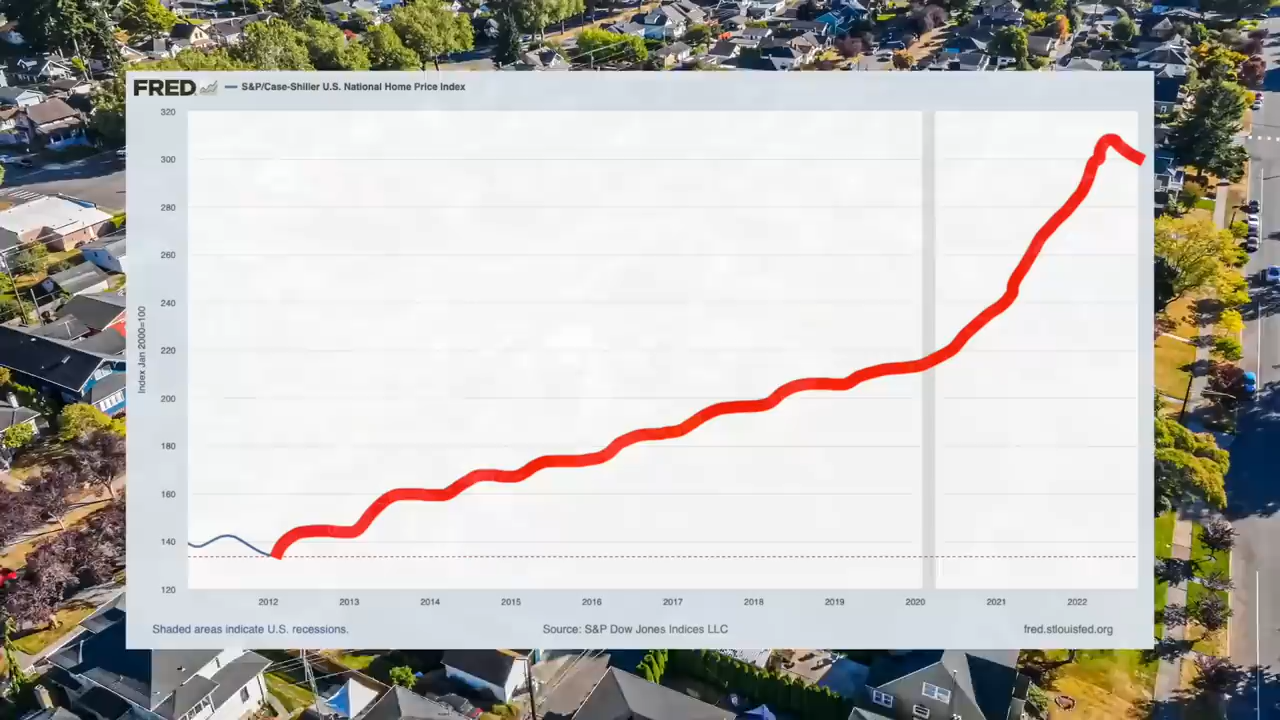 FRED S&P/Case-Shiller U.S. National Home Price Index
320
300
280
260
240
220
200
180
160
140
120
Index Jan 2000=100
2012 2013 2014 2015 2016 2017 2018 2019 2020 2021 2022
Shaded areas indicate U.S. recessions. Source: S&P Dow Jones Indices LLC fred.stlouisfed.org